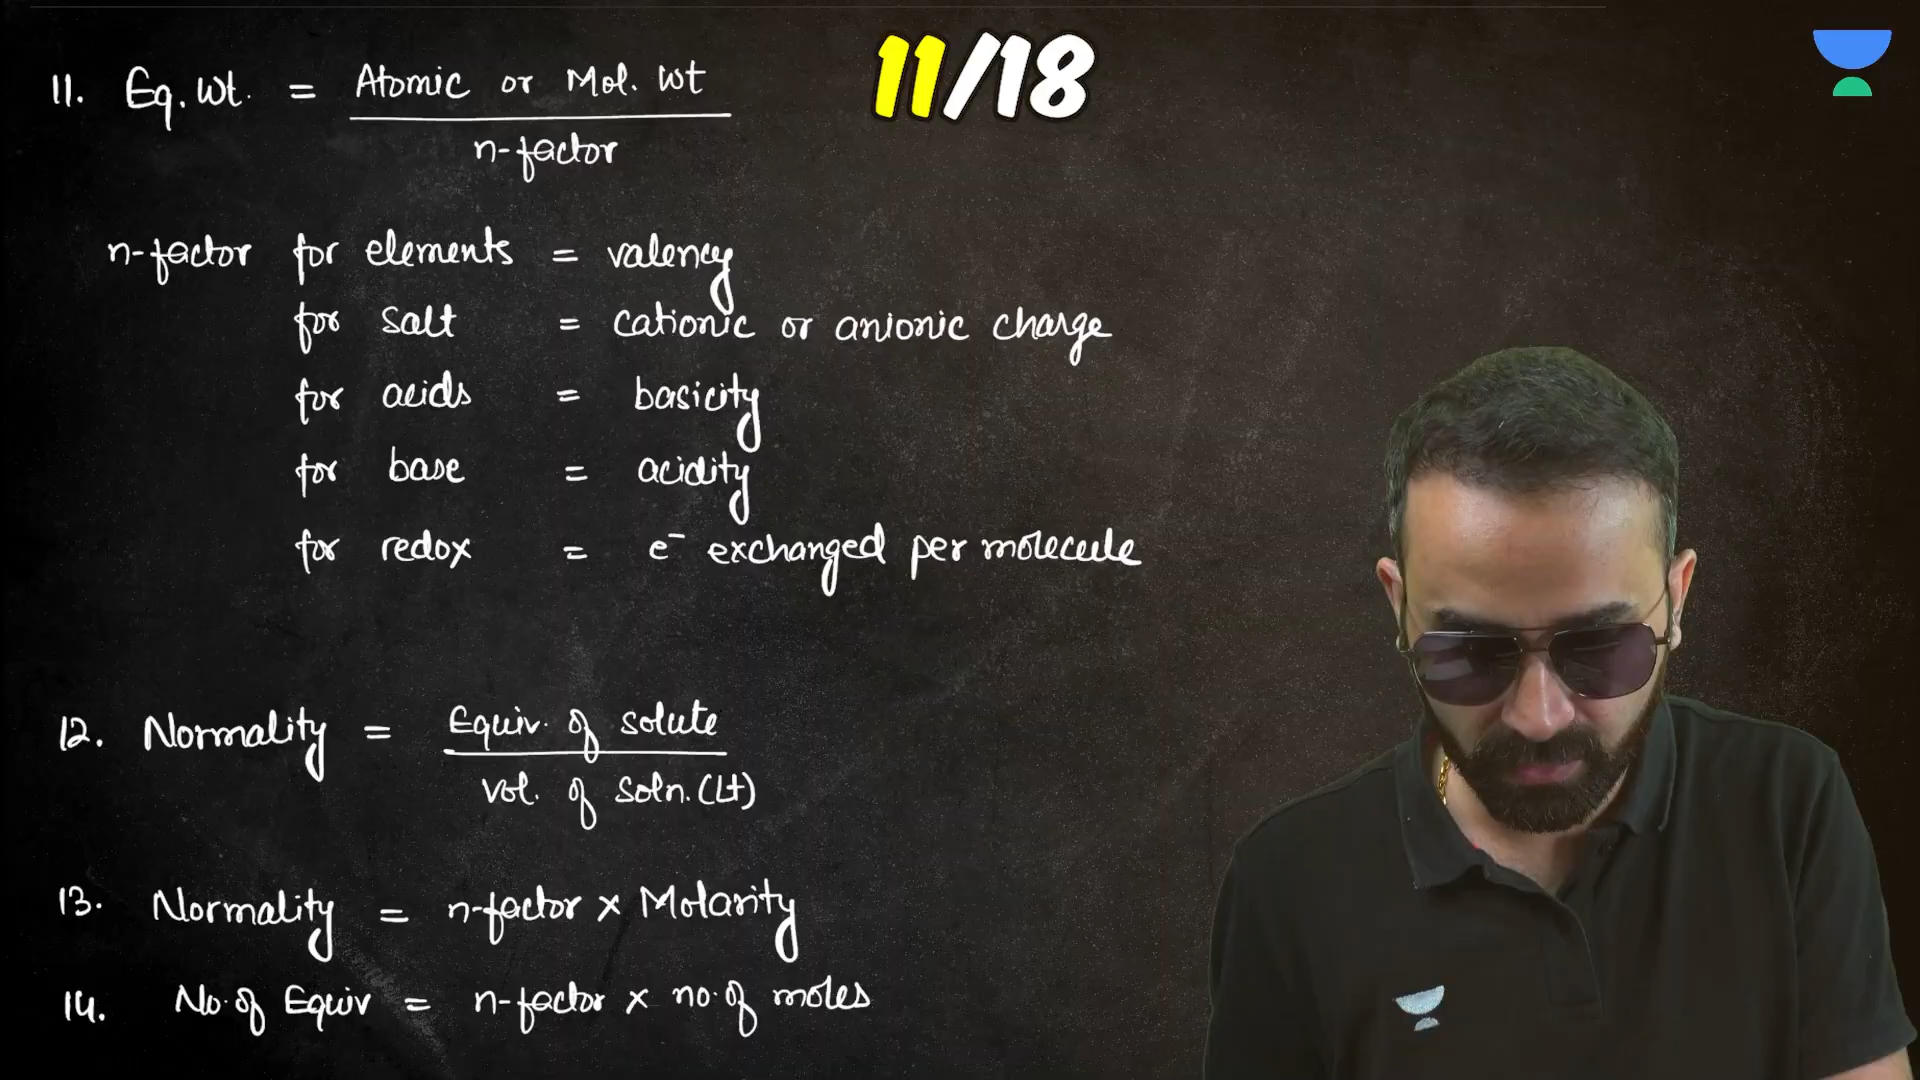 11/18
11. Eq. Wt. = Atomic or Mol. Wt
n-factor
n-factor for elements = valency
for salt = cationic or anionic charge
for acids = basicity
for base = acidity
for redox = e⁻ exchanged per molecule
12. Normality = Equiv. of solute
vol. of soln. (Lt)
13. Normality = n-factor × Molarity
14. No. of Equiv = n-factor × no. of moles